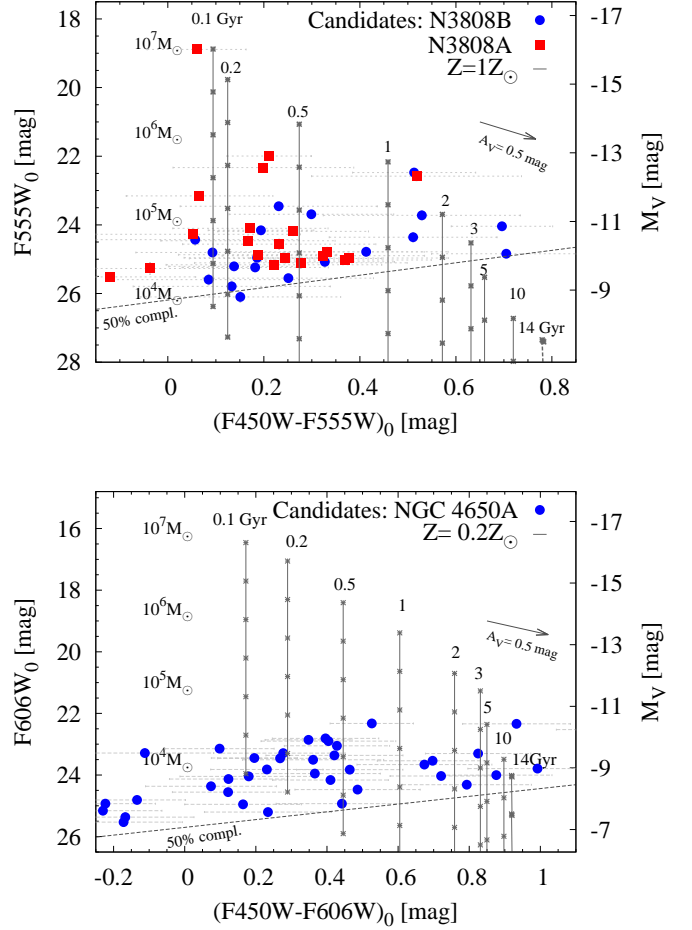 Candidates: N3808B
N3808A
Z=1Z☉
0.1 Gyr
0.2
0.5
1
2
3
5
10
14 Gyr
10⁷M☉
10⁶M☉
10⁵M☉
10⁴M☉
A_V= 0.5 mag
50% compl.
18
20
22
24
26
28
F555W₀ [mag]
-17
-15
-13
-11
-9
M_V [mag]
0
0.2
0.4
0.6
0.8
(F450W-F555W)₀ [mag]
Candidates: NGC 4650A
Z= 0.2Z☉
0.1 Gyr
0.2
0.5
1
2
3
5
10
14Gyr
10⁷M☉
10⁶M☉
10⁵M☉
10⁴M☉
A_V= 0.5 mag
50% compl.
16
18
20
22
24
26
F606W₀ [mag]
-17
-15
-13
-11
-9
-7
M_V [mag]
-0.2
0
0.2
0.4
0.6
0.8
1
(F450W-F606W)₀ [mag]